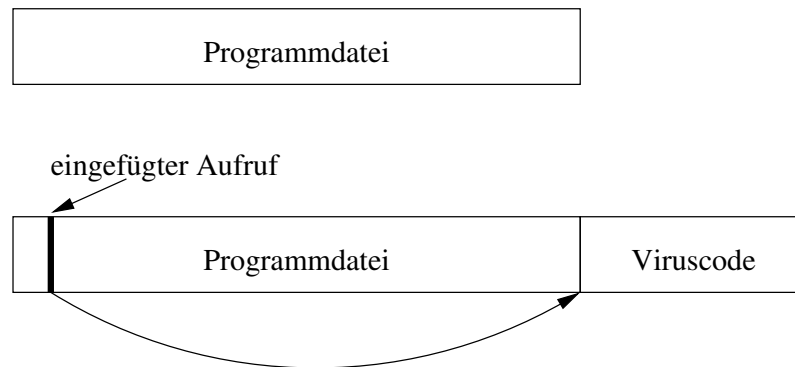 Programmdatei
eingefügter Aufruf
Programmdatei Viruscode